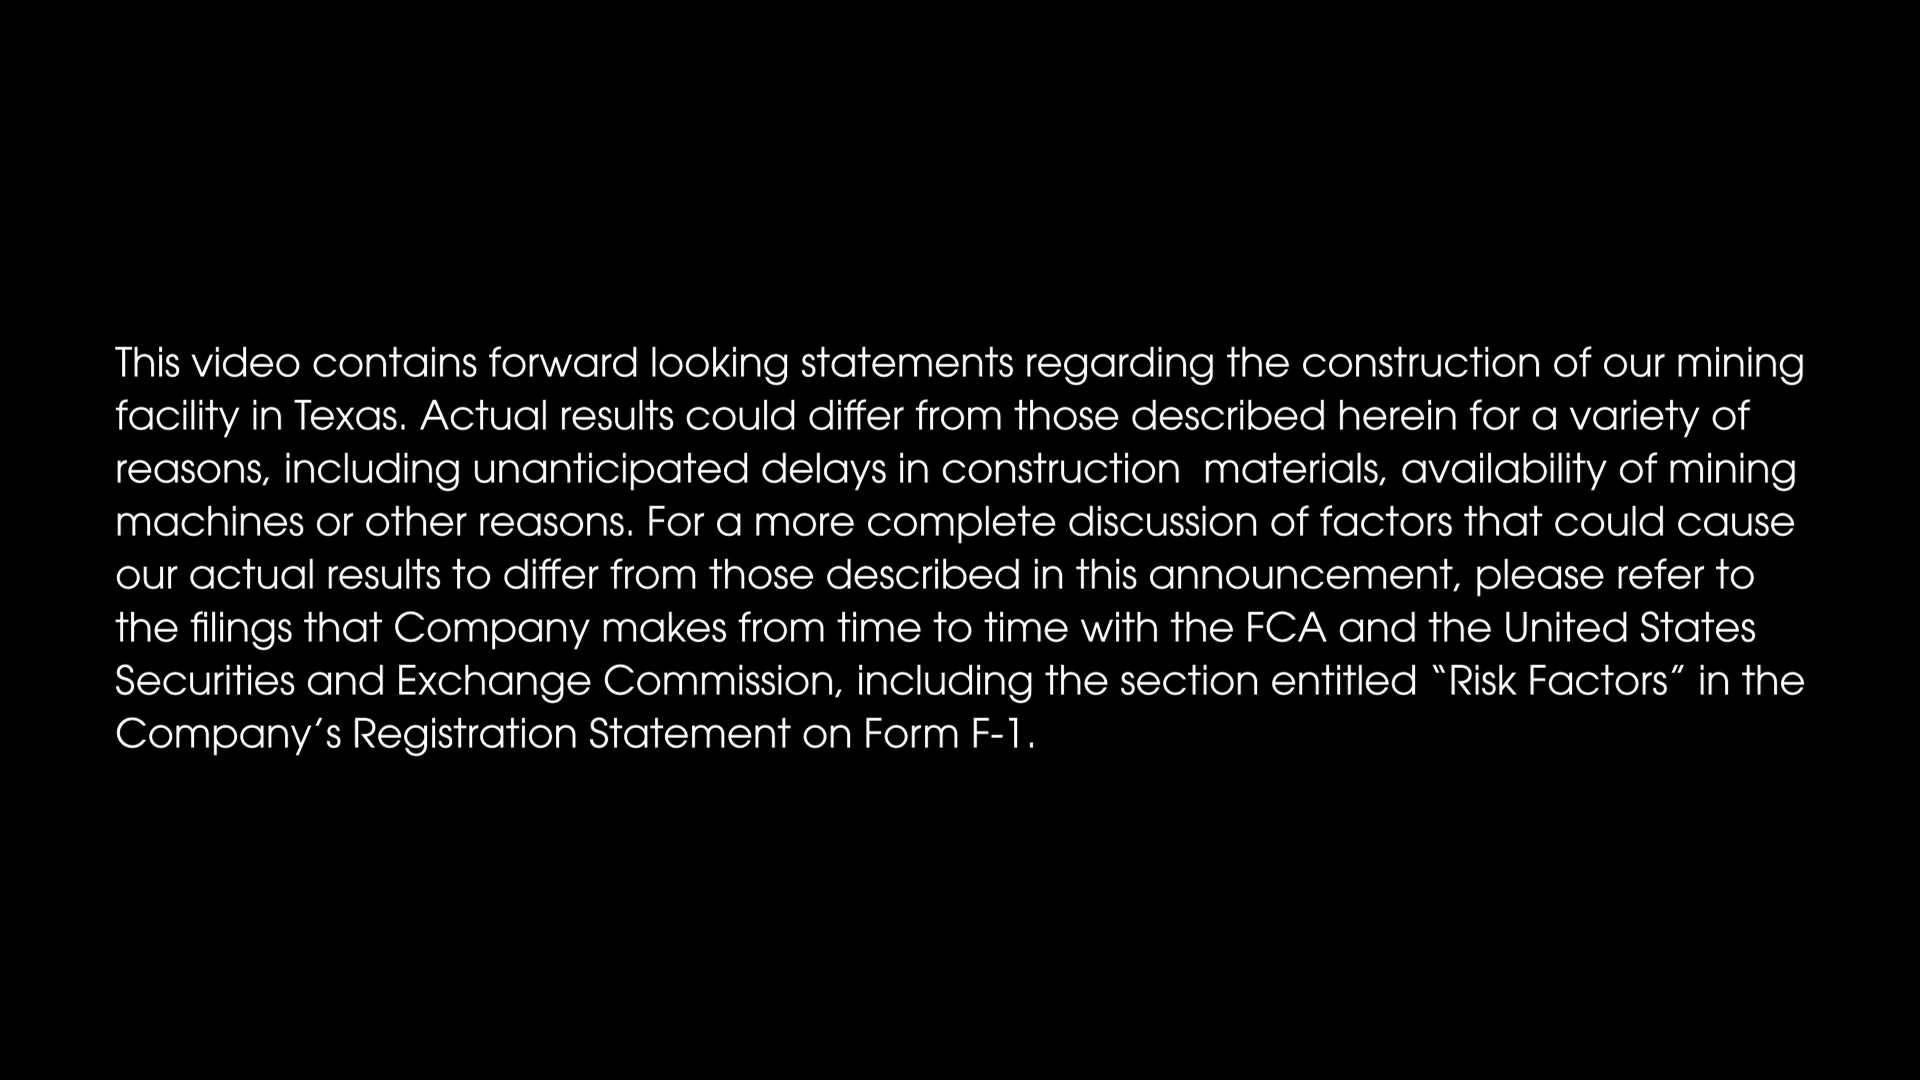 This video contains forward looking statements regarding the construction of our mining
facility in Texas. Actual results could differ from those described herein for a variety of
reasons, including unanticipated delays in construction  materials, availability of mining
machines or other reasons. For a more complete discussion of factors that could cause
our actual results to differ from those described in this announcement, please refer to
the filings that Company makes from time to time with the FCA and the United States
Securities and Exchange Commission, including the section entitled “Risk Factors” in the
Company’s Registration Statement on Form F-1.